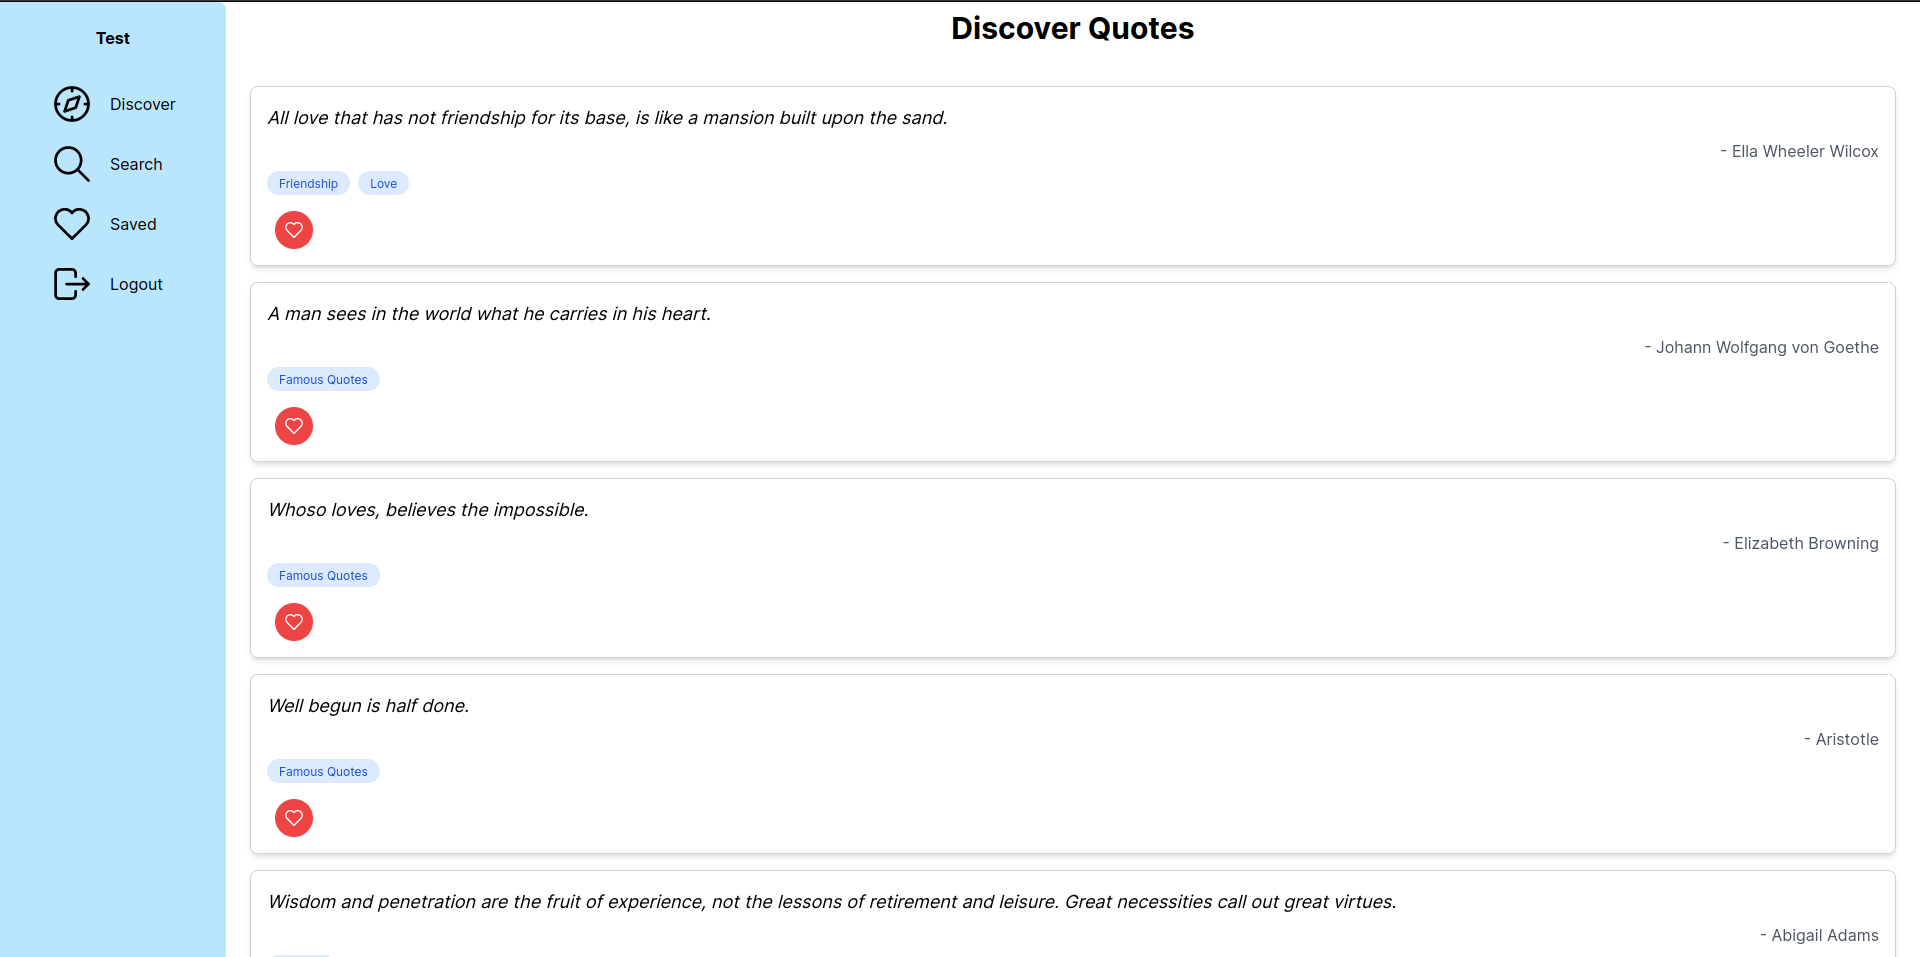 Test
Discover
Search
Saved
Logout
Discover Quotes
All love that has not friendship for its base, is like a mansion built upon the sand.
- Ella Wheeler Wilcox
Friendship Love
A man sees in the world what he carries in his heart.
- Johann Wolfgang von Goethe
Famous Quotes
Whoso loves, believes the impossible.
- Elizabeth Browning
Famous Quotes
Well begun is half done.
- Aristotle
Famous Quotes
Wisdom and penetration are the fruit of experience, not the lessons of retirement and leisure. Great necessities call out great virtues.
- Abigail Adams